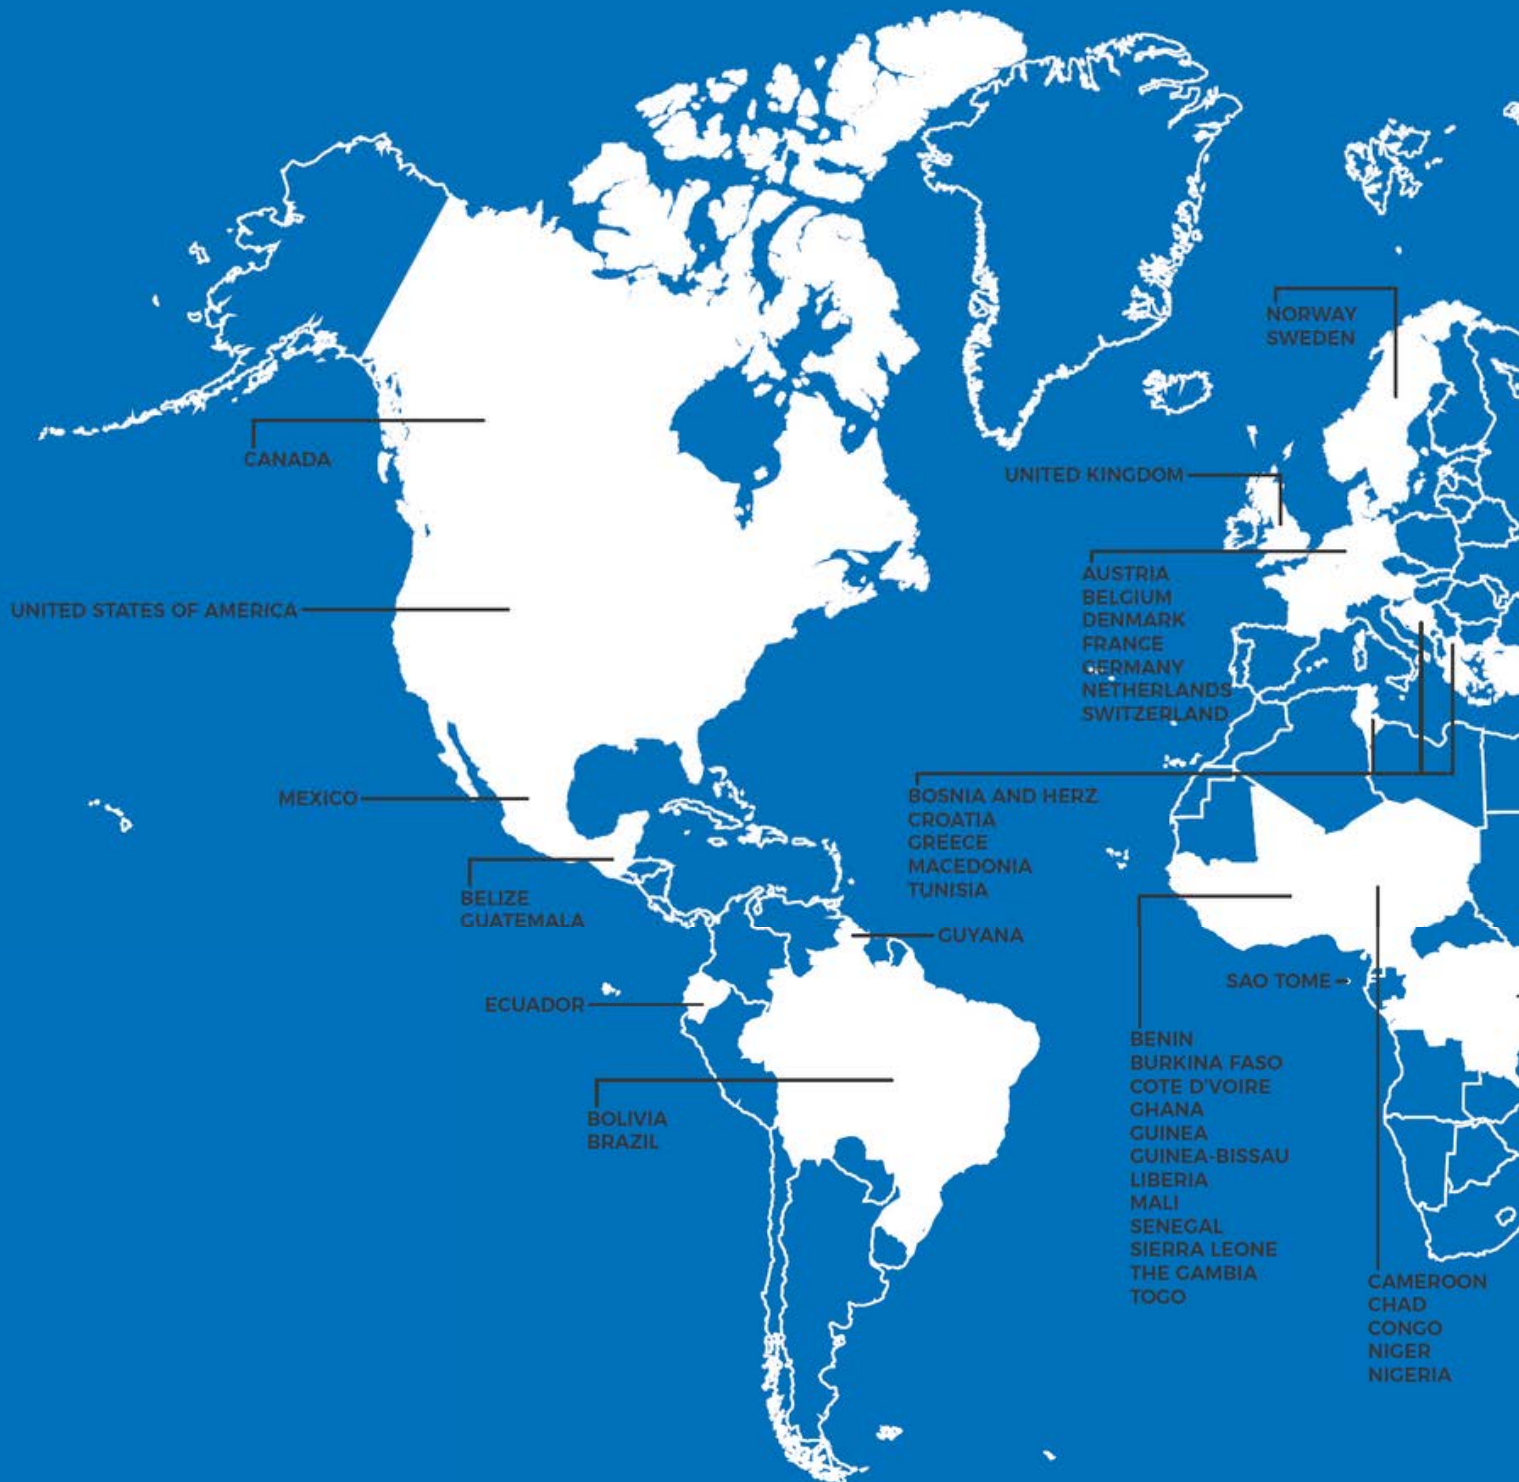 NORWAY
SWEDEN
CANADA
UNITED KINGDOM
AUSTRIA
BELGIUM
DENMARK
FRANCE
GERMANY
NETHERLANDS
SWITZERLAND
UNITED STATES OF AMERICA
MEXICO
BOSNIA AND HERZ
CROATIA
GREECE
MACEDONIA
TUNISIA
BELIZE
GUATEMALA
GUYANA
ECUADOR
SAO TOME
BENIN
BURKINA FASO
COTE D'VOIRE
GHANA
GUINEA
GUINEA-BISSAU
LIBERIA
MALI
SENEGAL
SIERRA LEONE
THE GAMBIA
TOGO
BOLIVIA
BRAZIL
CAMEROON
CHAD
CONGO
NIGER
NIGERIA